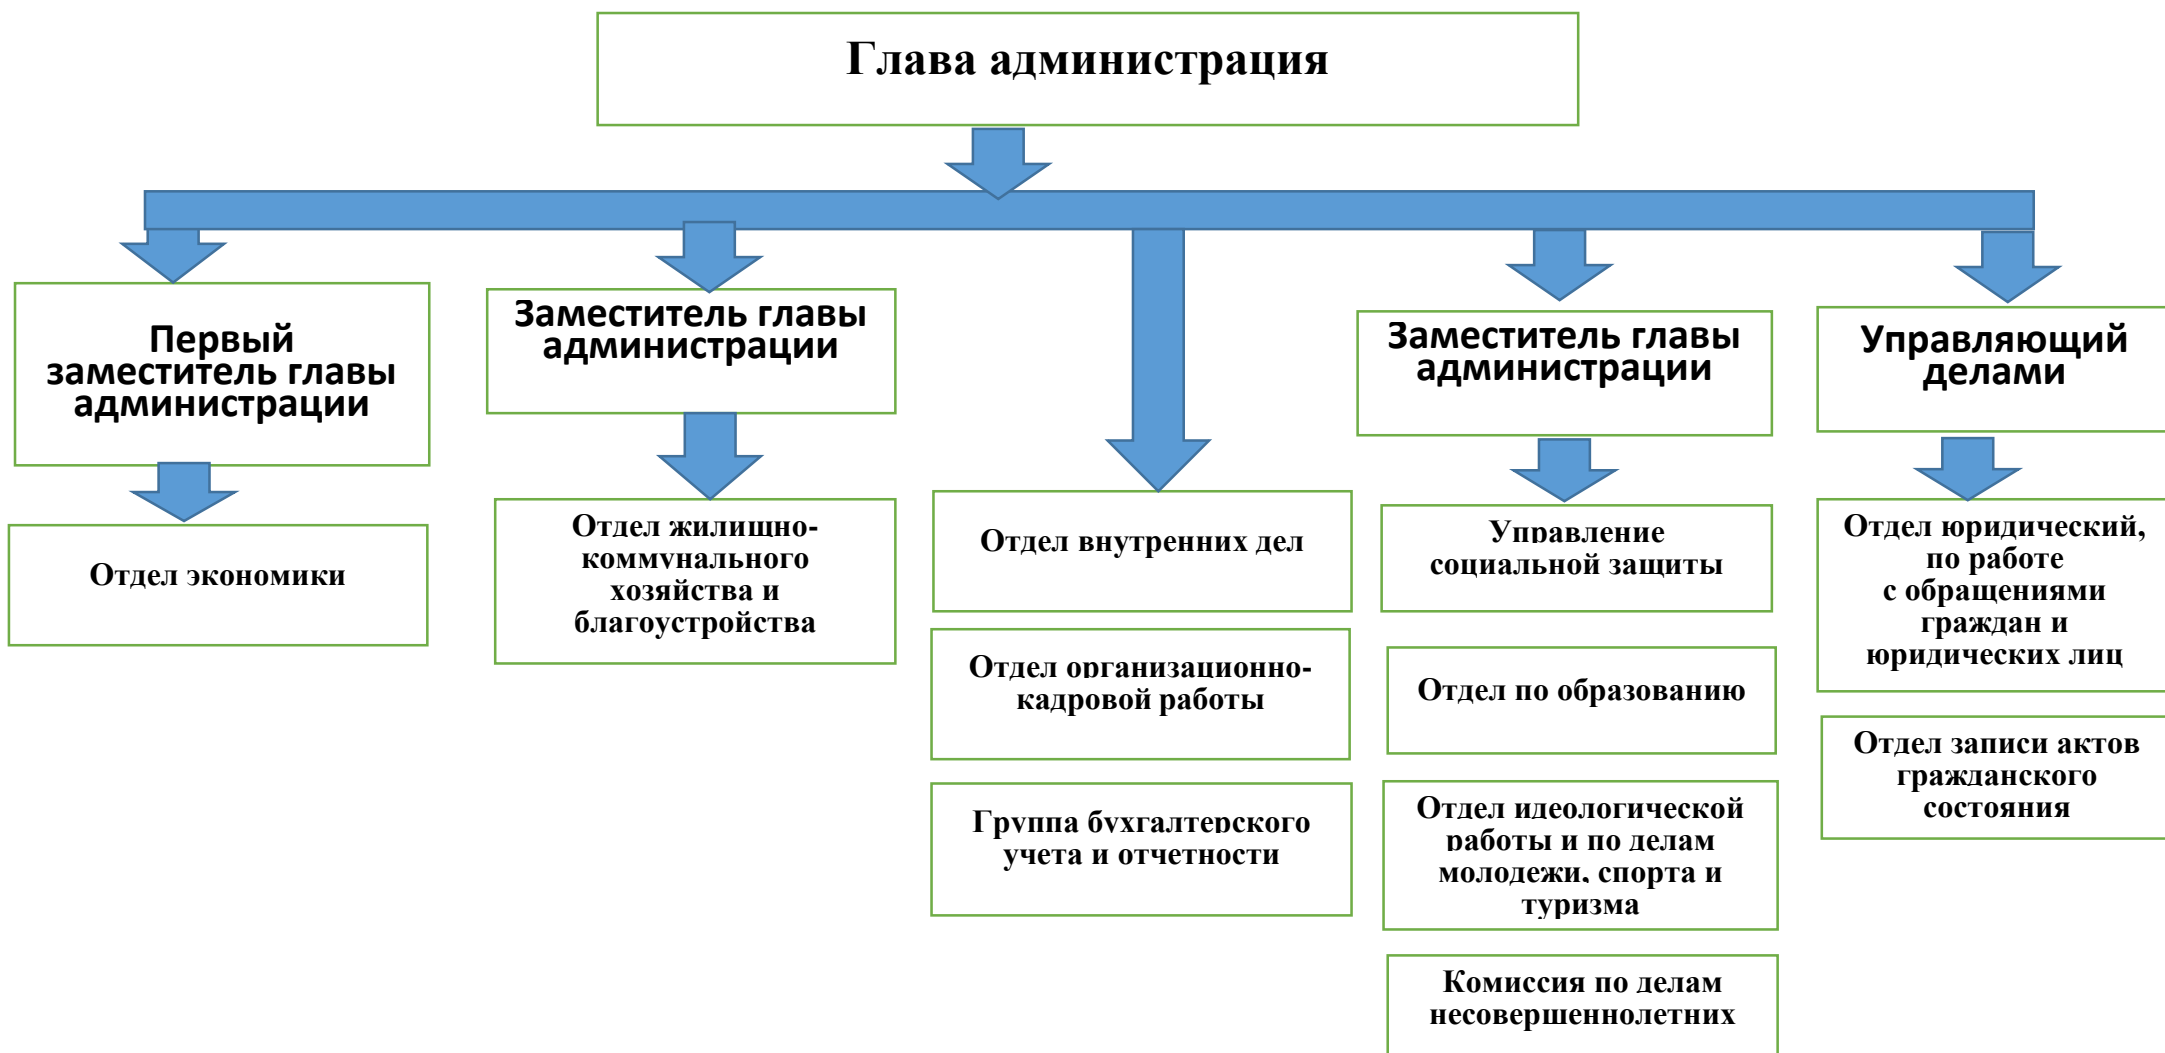 Глава администрация
Первый
заместитель главы
администрации
Заместитель главы
администрации
Заместитель главы
администрации
Управляющий
делами
Отдел экономики
Отдел жилищно-
коммунального
хозяйства и
благоустройства
Отдел внутренних дел
Отдел организационно-
кадровой работы
Группа бухгалтерского
учета и отчетности
Управление
социальной защиты
Отдел по образованию
Отдел идеологической
работы и по делам
молодежи, спорта и
туризма
Комиссия по делам
несовершеннолетних
Отдел юридический,
по работе
с обращениями
граждан и
юридических лиц
Отдел записи актов
гражданского
состояния